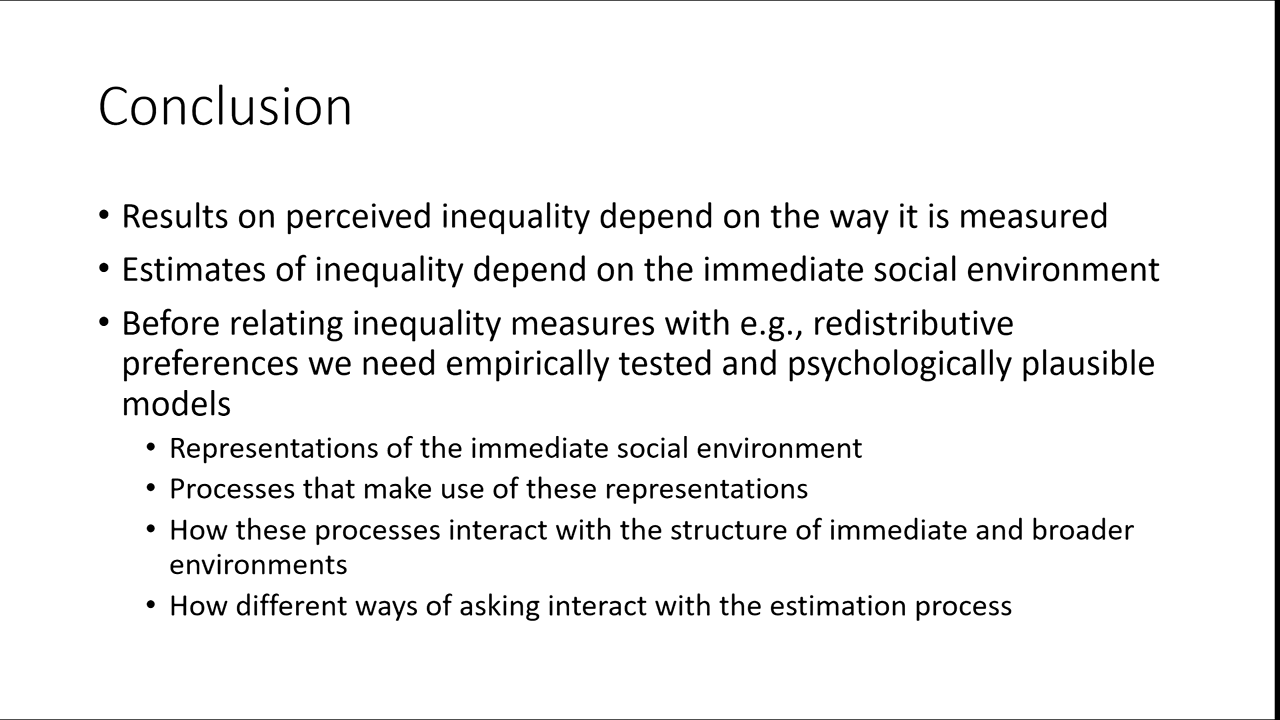 Conclusion
• Results on perceived inequality depend on the way it is measured
• Estimates of inequality depend on the immediate social environment
• Before relating inequality measures with e.g., redistributive
preferences we need empirically tested and psychologically plausible
models
• Representations of the immediate social environment
• Processes that make use of these representations
• How these processes interact with the structure of immediate and broader
environments
• How different ways of asking interact with the estimation process